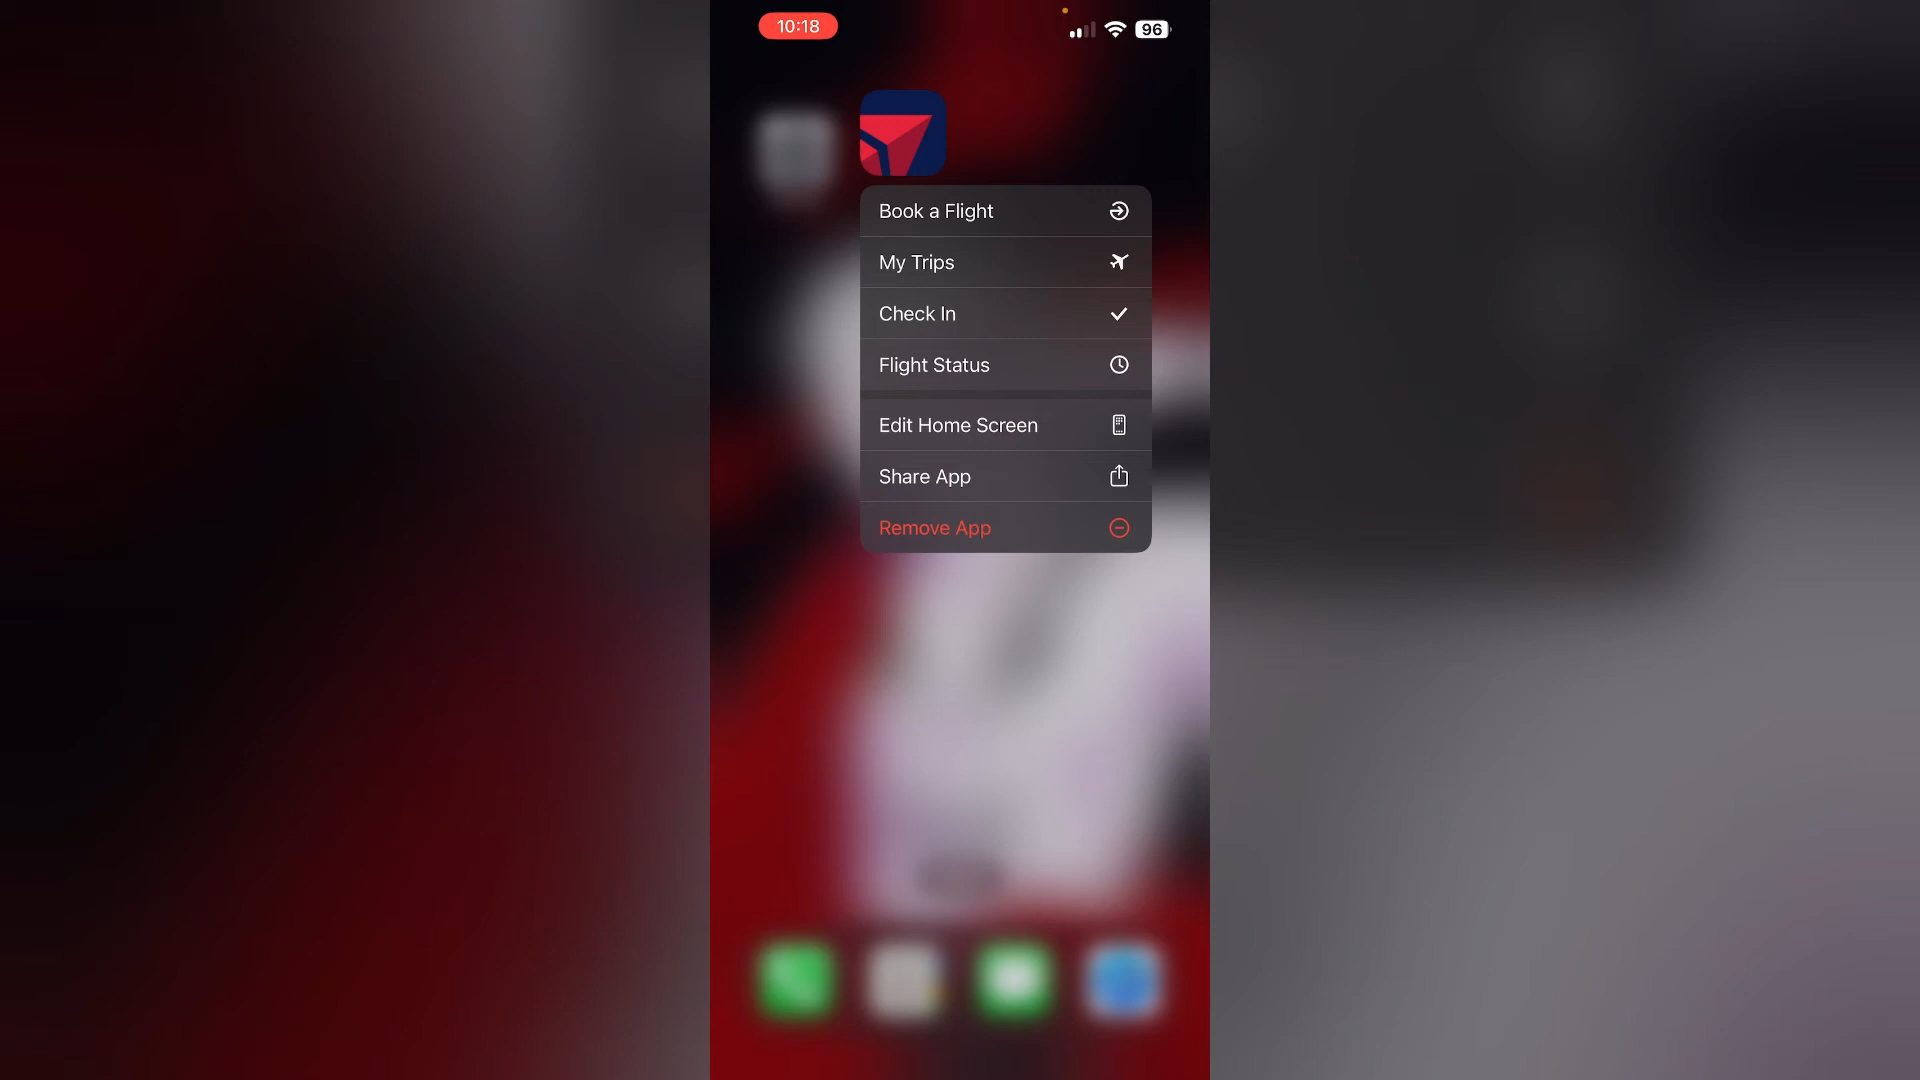 10:18
96
Book a Flight
My Trips
Check In
Flight Status
Edit Home Screen
Share App
Remove App